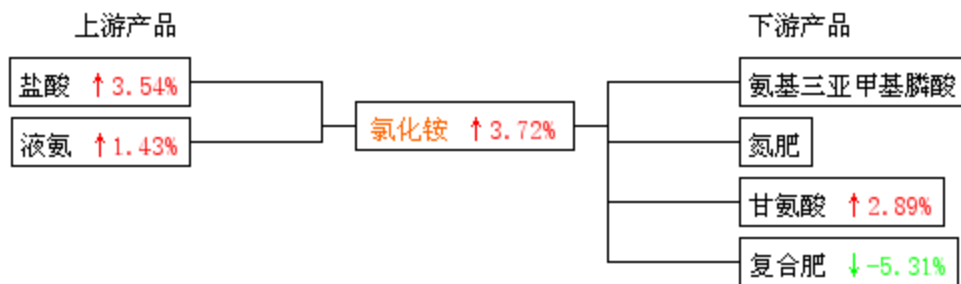 上游产品
下游产品
盐酸 ↑3.54%
液氨 ↑1.43%
氯化铵 ↑3.72%
氨基三亚甲基膦酸
氮肥
甘氨酸 ↑2.89%
复合肥 ↓-5.31%